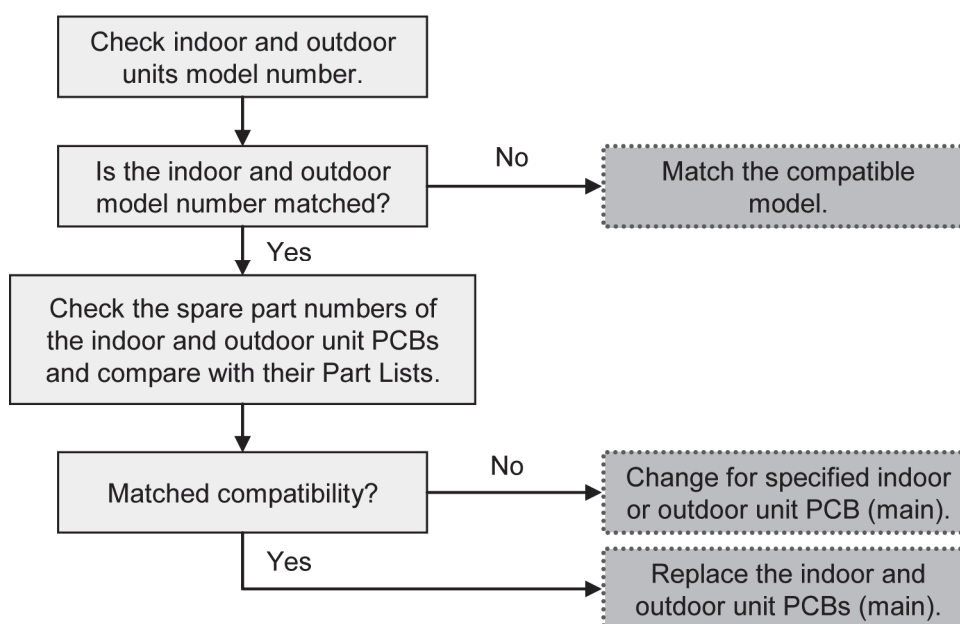 Check indoor and outdoor
units model number.
Is the indoor and outdoor
model number matched?
No
Match the compatible
model.
Yes
Check the spare part numbers of
the indoor and outdoor unit PCBs
and compare with their Part Lists.
Matched compatibility?
No
Change for specified indoor
or outdoor unit PCB (main).
Yes
Replace the indoor and
outdoor unit PCBs (main).